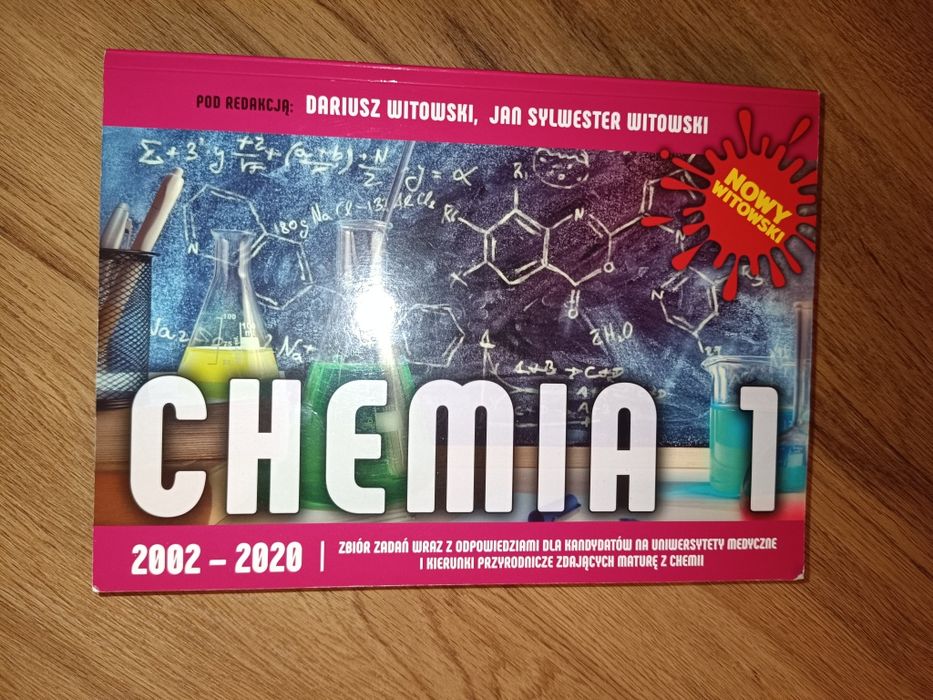 POD REDAKCJĄ: DARIUSZ WITOWSKI, JAN SYLWESTER WITOWSKI
NOWY
WITOWSKI
CHEMIA 1
2002 – 2020 | ZBIÓR ZADAŃ WRAZ Z ODPOWIEDZIAMI DLA KANDYDATÓW NA UNIWERSYTETY MEDYCZNE
I KIERUNKI PRZYRODNICZE ZDAJĄCYCH MATURĘ Z CHEMII